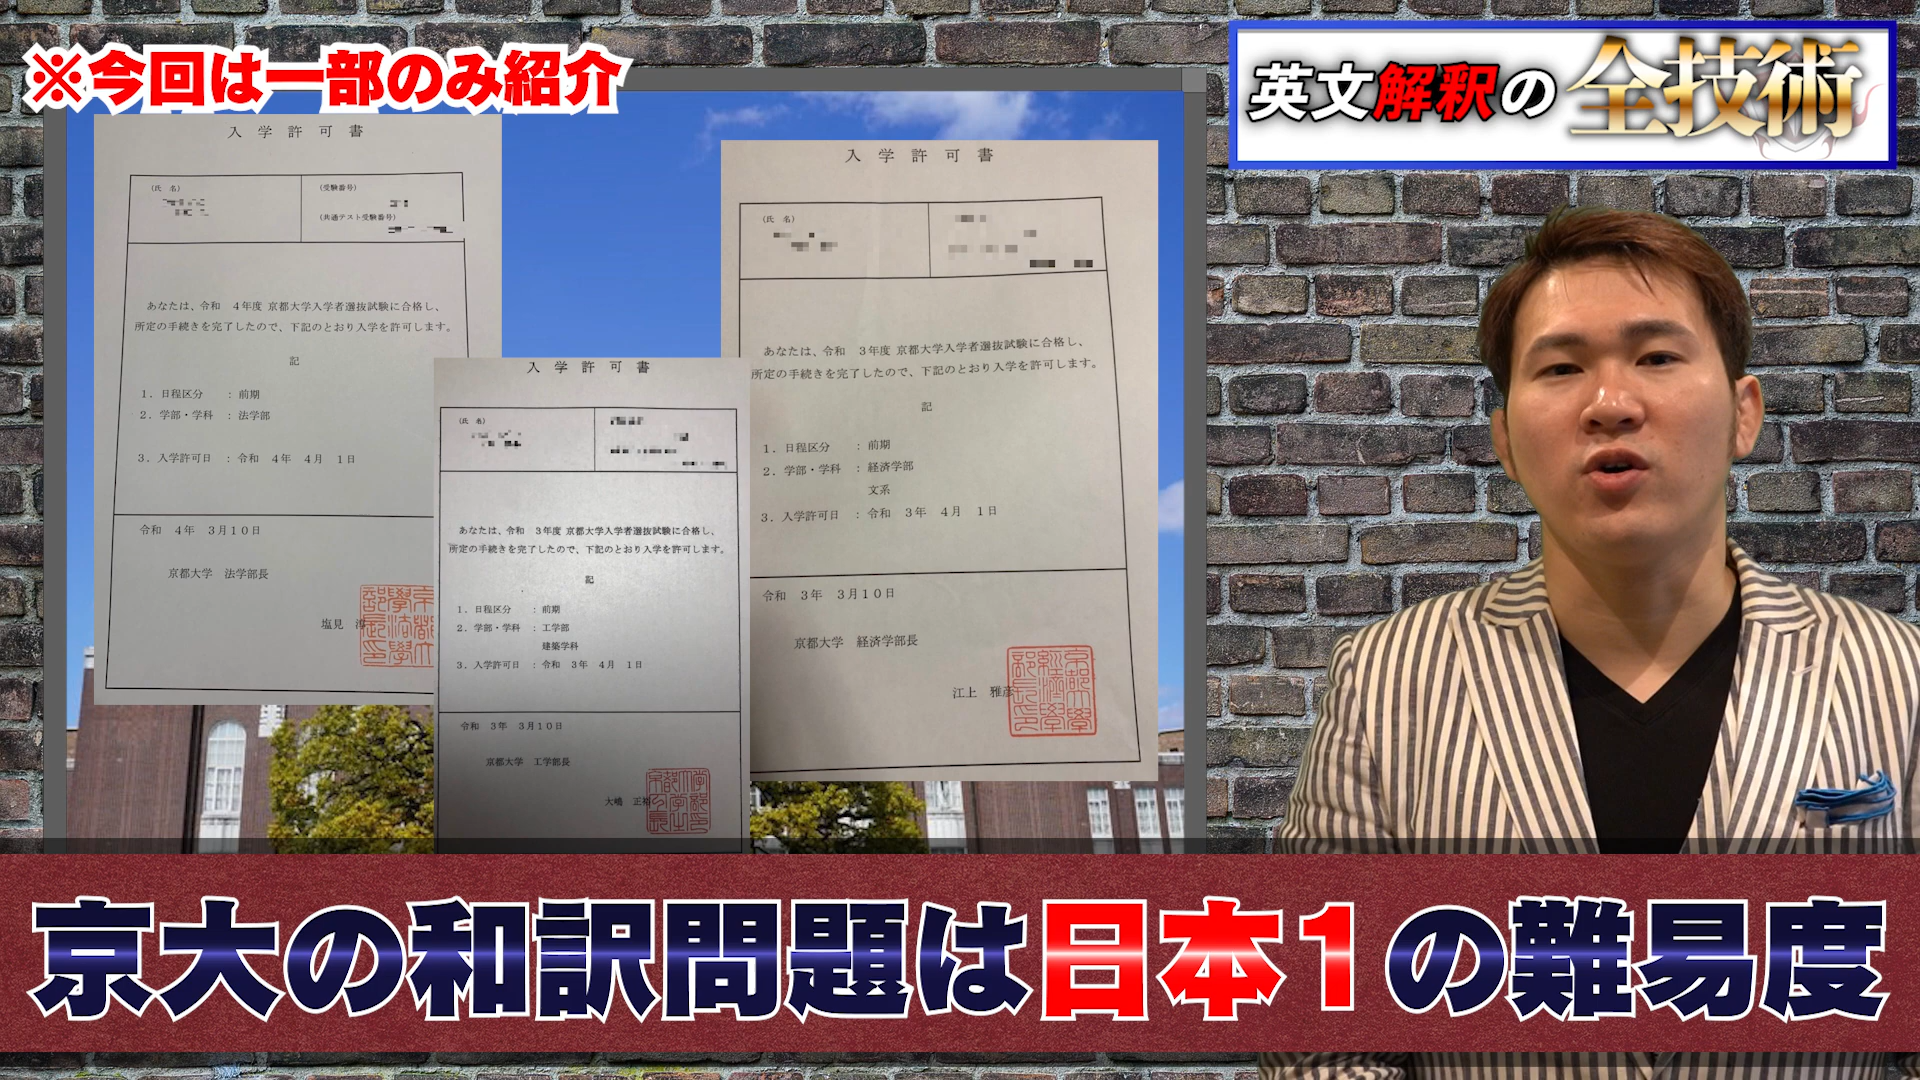 ※今回は一部のみ紹介
英文解釈の全技術
入学許可書
(氏 名)
(受験番号)
(共通テスト受験番号)
あなたは、令和 4年度 京都大学入学者選抜試験に合格し、
所定の手続きを完了したので、下記のとおり入学を許可します。
記
1.日程区分 : 前期
2.学部・学科 : 法学部
3.入学許可日 : 令和 4年 4月 1日
令和 4年 3月10日
京都大学 法学部長
塩見
入学許可書
(氏 名)
あなたは、令和 3年度 京都大学入学者選抜試験に合格し、
所定の手続きを完了したので、下記のとおり入学を許可します。
記
1.日程区分 : 前期
2.学部・学科 : 工学部
建築学科
3.入学許可日 : 令和 3年 4月 1日
令和 3年 3月10日
京都大学 工学部長
大嶋 正裕
入学許可書
(氏 名)
あなたは、令和 3年度 京都大学入学者選抜試験に合格し、
所定の手続きを完了したので、下記のとおり入学を許可します。
記
1.日程区分 : 前期
2.学部・学科 : 経済学部
文系
3.入学許可日 : 令和 3年 4月 1日
令和 3年 3月10日
京都大学 経済学部長
江上 雅彦
京大の和訳問題は日本1の難易度